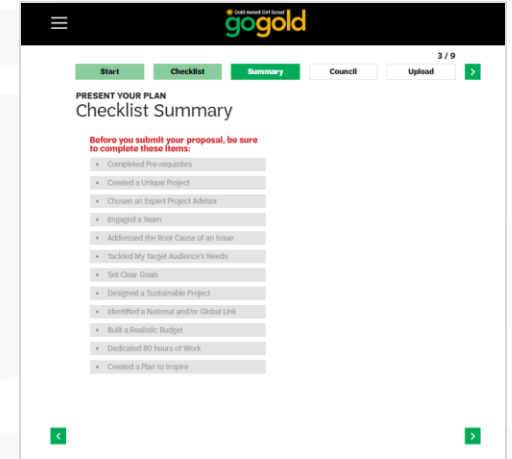 Gold Award Girl Scout
gogold
3 / 9
Start
Checklist
Summary
Council
Upload
>
PRESENT YOUR PLAN
Checklist Summary
Before you submit your proposal, be sure
to complete these items:
• Completed Pre-requisites
• Created a Unique Project
• Chosen an Expert Project Advisor
• Engaged a Team
• Addressed the Root Cause of an Issue
• Tackled My Target Audience's Needs
• Set Clear Goals
• Designed a Sustainable Project
• Identified a National and/or Global Link
• Built a Realistic Budget
• Dedicated 80 hours of Work
• Created a Plan to Inspire
<
>